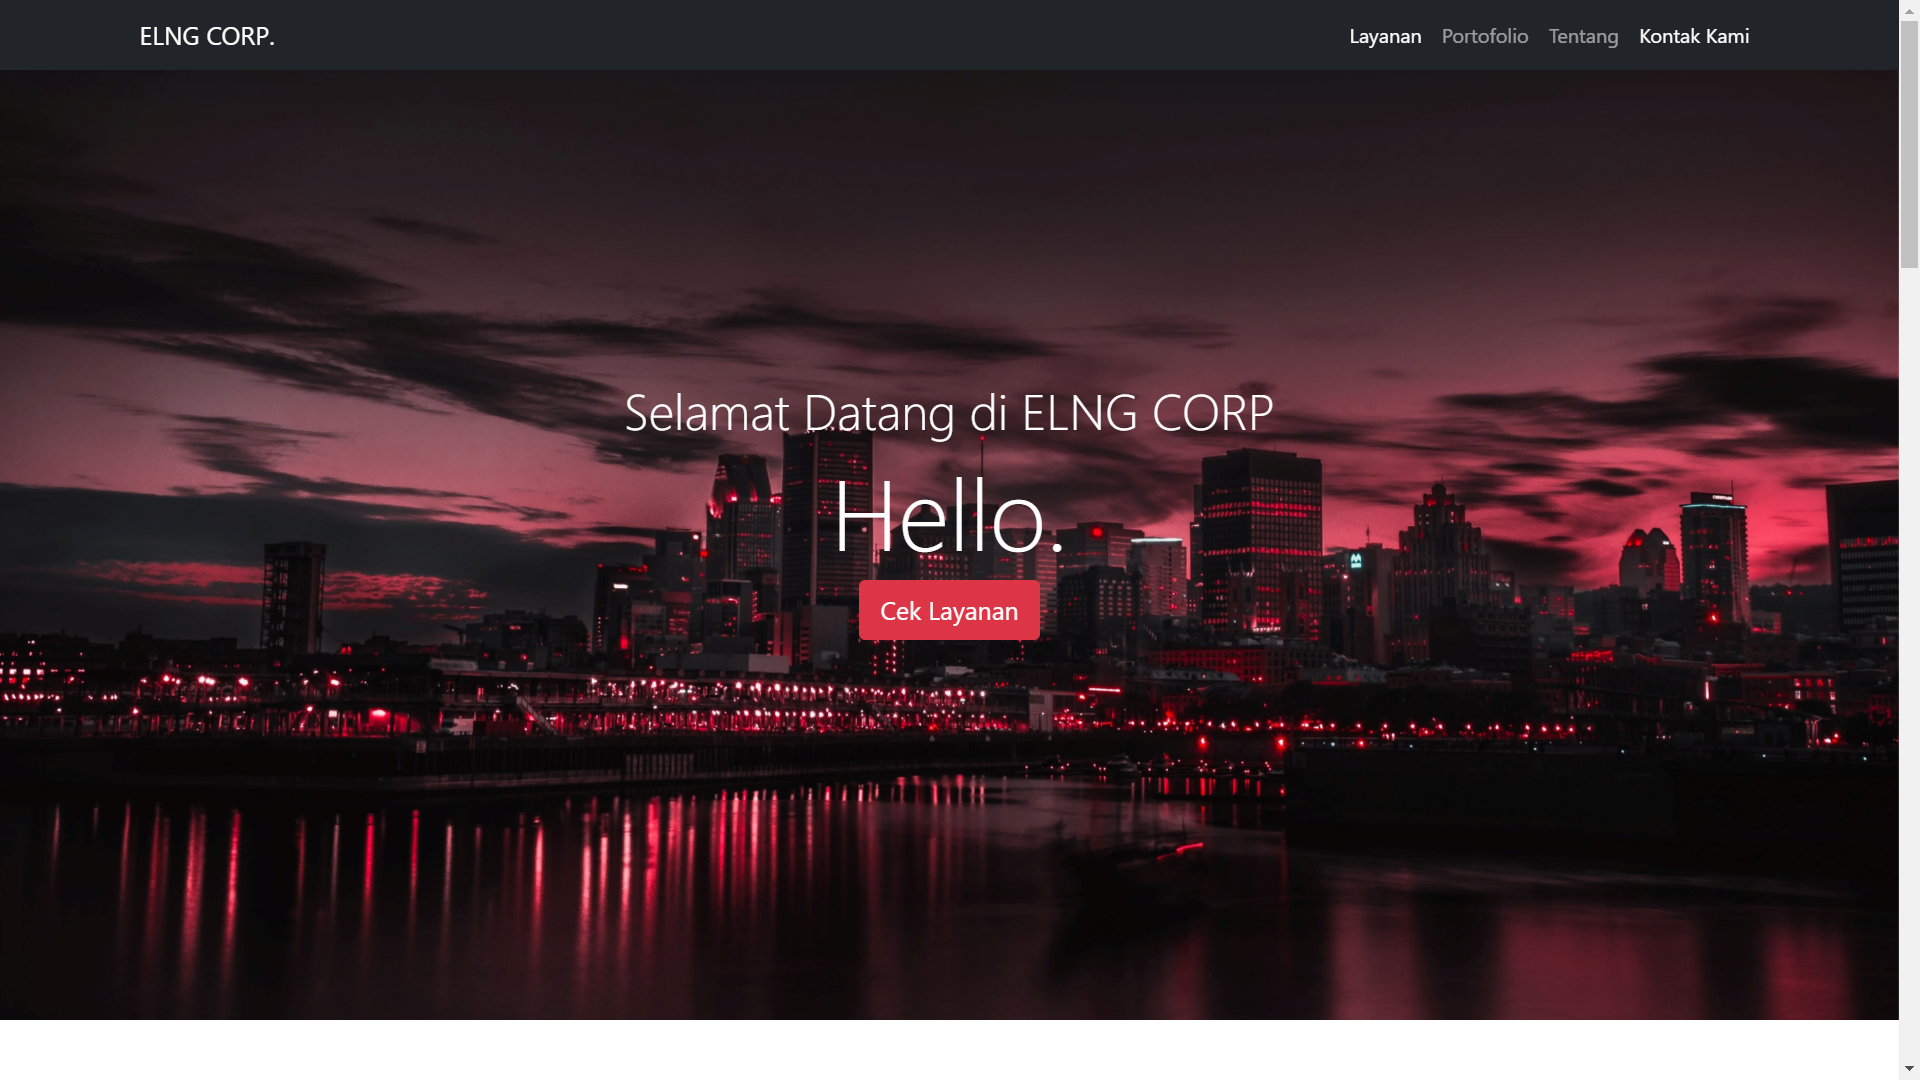 ELNG CORP.
Layanan Portofolio Tentang Kontak Kami
Selamat Datang di ELNG CORP
Hello.
Cek Layanan